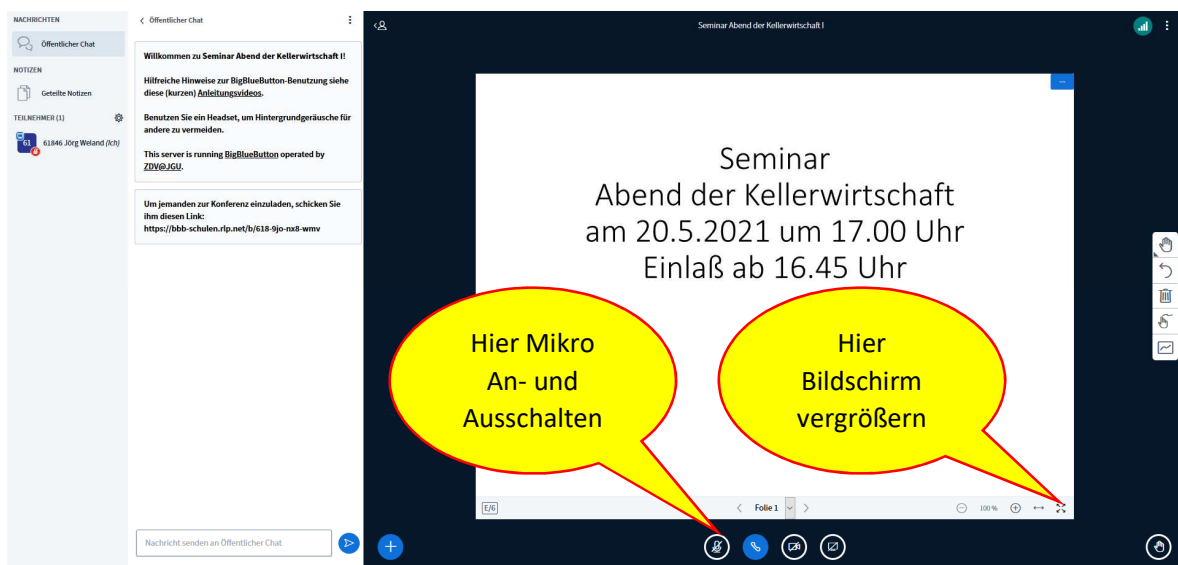 NACHRICHTEN
Öffentlicher Chat
NOTIZEN
Geteilte Notizen
TEILNEHMER (1)
61
61846 Jörg Weland (Ich)
Öffentlicher Chat
Willkommen zu Seminar Abend der Kellerwirtschaft I!
Hilfreiche Hinweise zur BigBlueButton-Benutzung siehe
diese (kurzen) Anleitungsvideos.
Benutzen Sie ein Headset, um Hintergrundgeräusche für
andere zu vermeiden.
This server is running BigBlueButton operated by
ZDV@JGU.
Um jemanden zur Konferenz einzuladen, schicken Sie
ihm diesen Link:
https://bbb-schulen.rlp.net/b/618-9jo-nx8-wmv
Nachricht senden an Öffentlicher Chat
Seminar Abend der Kellerwirtschaft I
Seminar
Abend der Kellerwirtschaft
am 20.5.2021 um 17.00 Uhr
Einlaß ab 16.45 Uhr
Hier Mikro
An- und
Ausschalten
Hier
Bildschirm
vergrößern
E/6
Folie 1
100 %